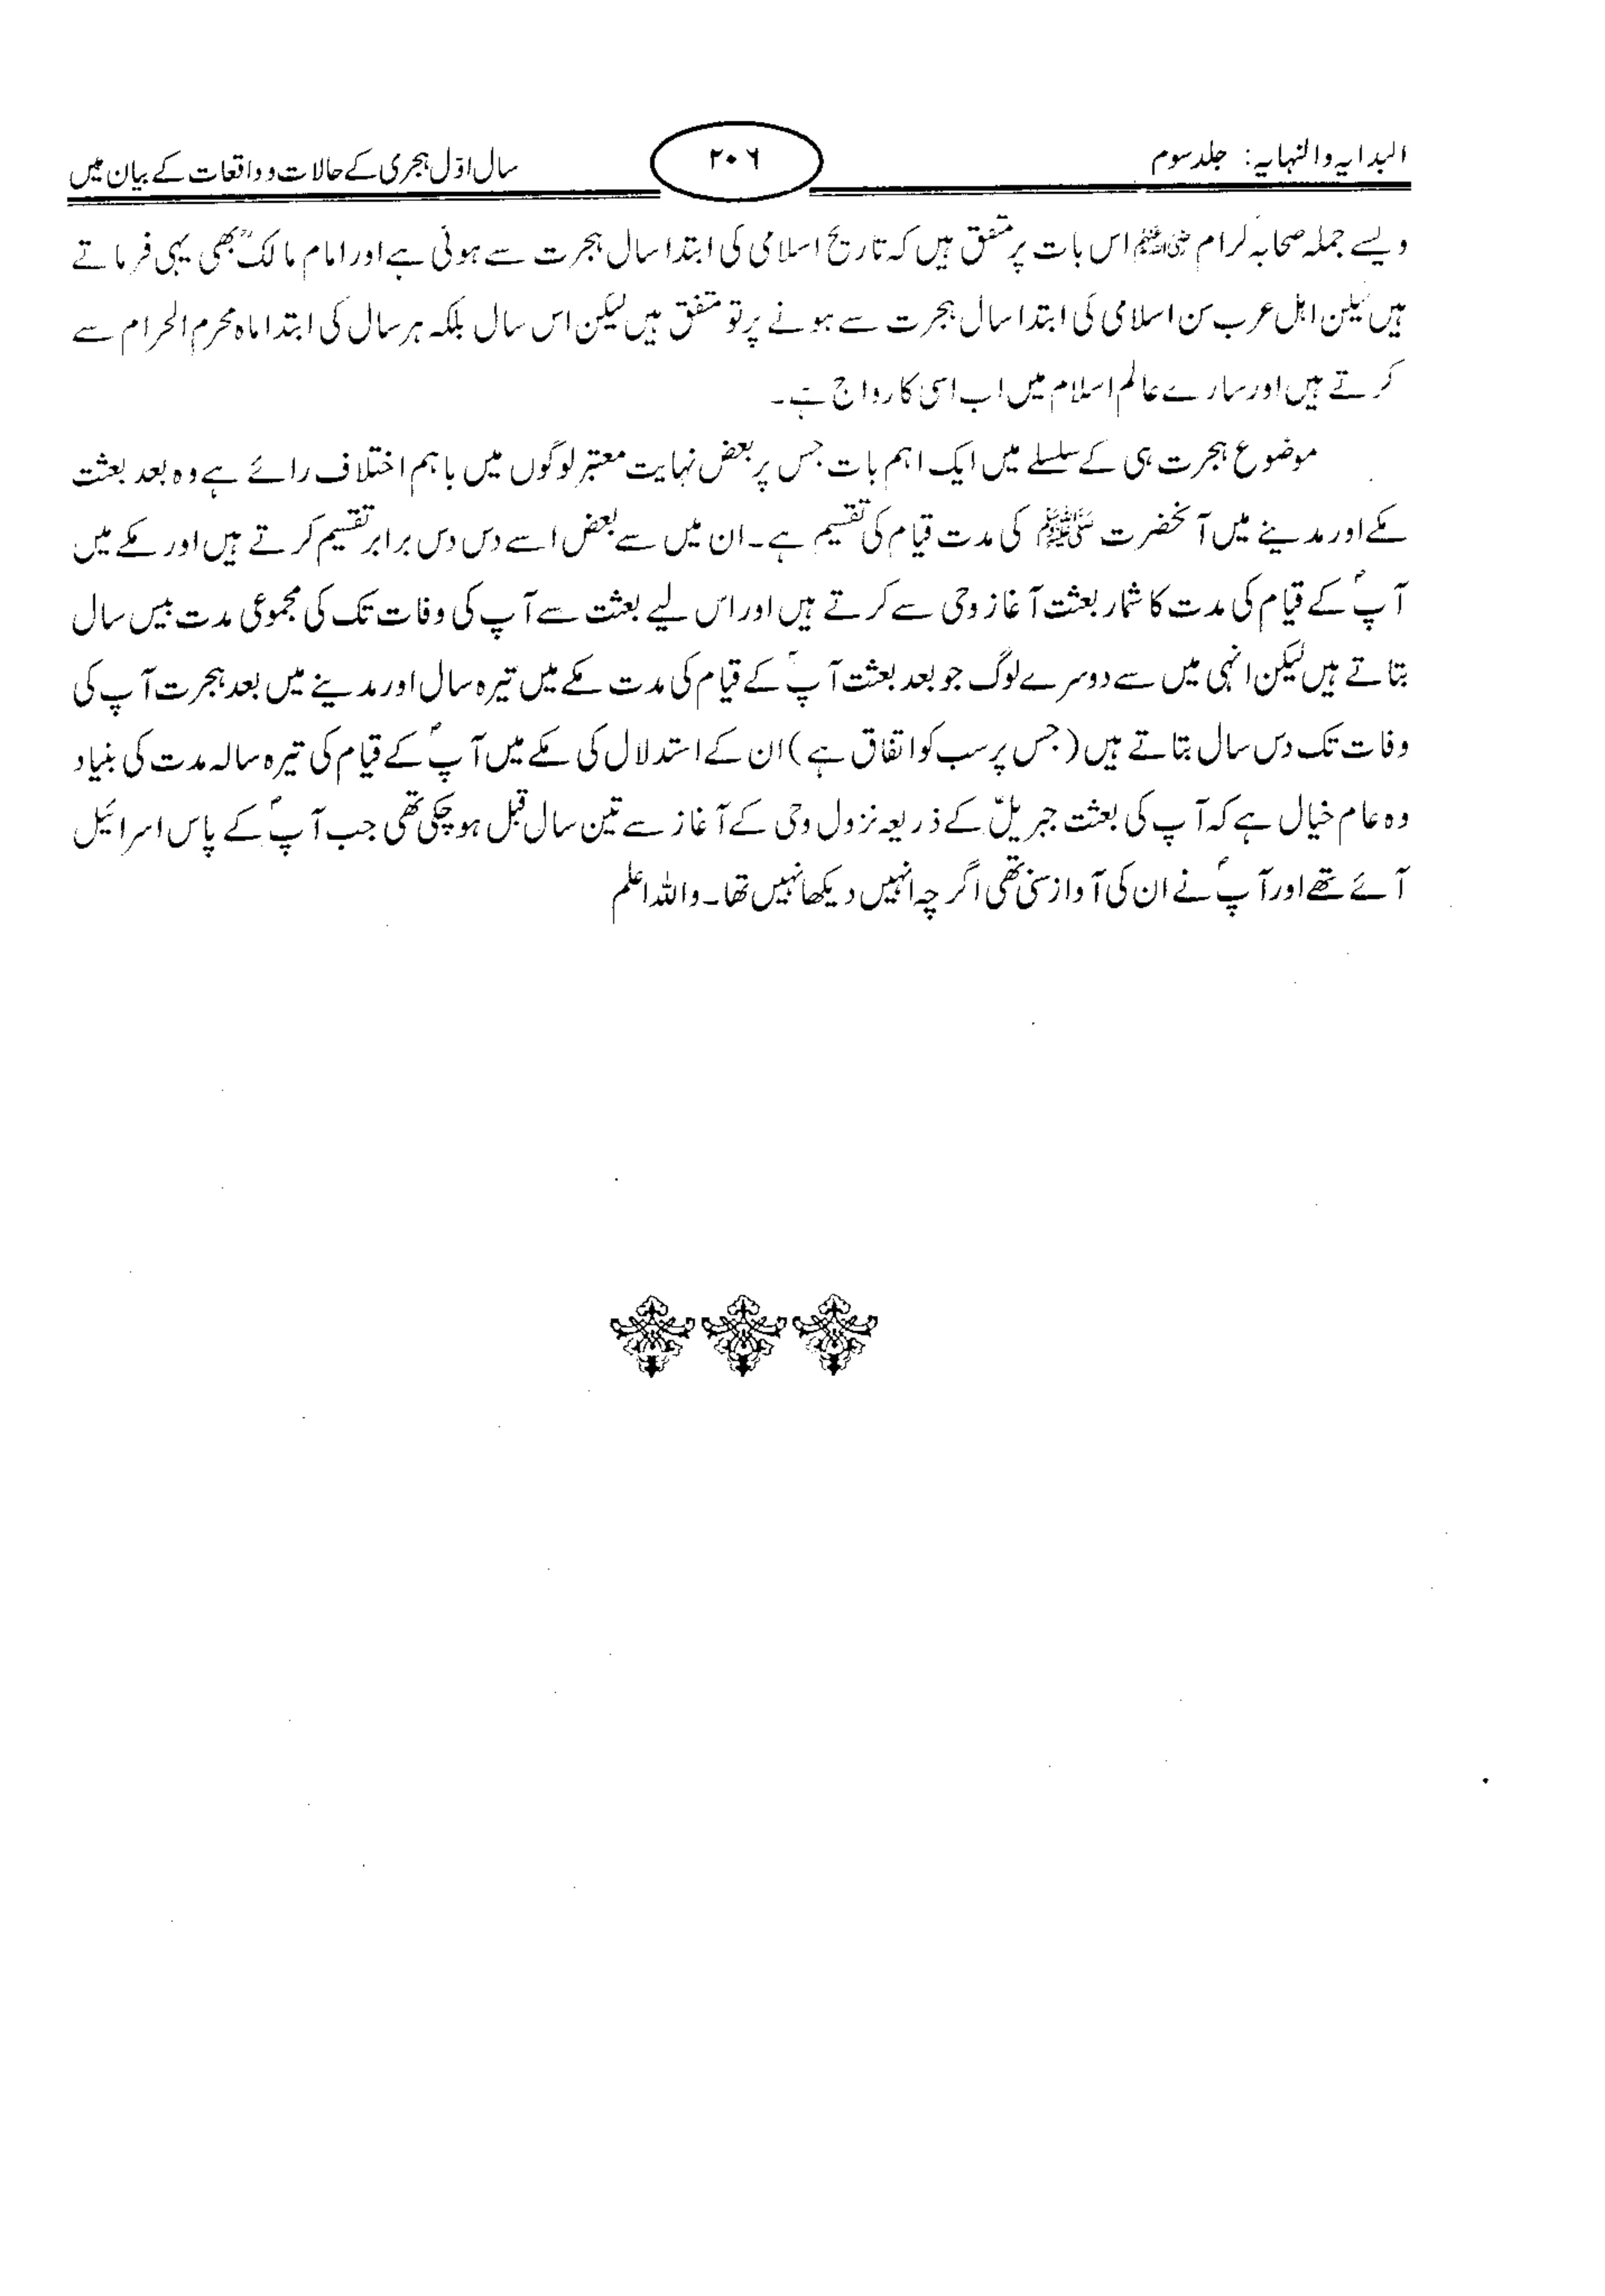 البدایہ والنہایہ: جلد سوم
۲۰۶
سال اوّل ہجری کے حالات و واقعات کے بیان میں
ویسے جملہ صحابہ کرام رضی اللہ عنہم اس بات پر متفق ہیں کہ تاریخ اسلامی کی ابتدا سال ہجرت سے ہوئی ہے اور امام مالکؒ بھی یہی فرماتے
ہیں لیکن اہل عرب سن اسلامی کی ابتدا سال ہجرت سے ہونے پر تو متفق ہیں لیکن اس سال بلکہ ہر سال کی ابتدا ماہ محرم الحرام سے
کرتے ہیں اور سارے عالم اسلام میں اب اسی کا رواج ہے۔
موضوع ہجرت ہی کے سلسلے میں ایک اہم بات جس پر بعض نہایت معتبر لوگوں میں باہم اختلاف رائے ہے وہ بعد بعثت
مکے اور مدینے میں آنحضرت ﷺ کی مدت قیام کی تقسیم ہے۔ ان میں سے بعض اسے دس دس برابر تقسیم کرتے ہیں اور مکے میں
آپؐ کے قیام کی مدت کا شمار بعثت آغاز وحی سے کرتے ہیں اور اس لیے بعثت سے آپ کی وفات تک کی مجموعی مدت بیس سال
بتاتے ہیں لیکن انہی میں سے دوسرے لوگ جو بعد بعثت آپؐ کے قیام کی مدت مکے میں تیرہ سال اور مدینے میں بعد ہجرت آپ کی
وفات تک دس سال بتاتے ہیں (جس پر سب کو اتفاق ہے) ان کے استدلال کی مکے میں آپؐ کے قیام کی تیرہ سالہ مدت کی بنیاد
وہ عام خیال ہے کہ آپ کی بعثت جبریلؑ کے ذریعہ نزول وحی کے آغاز سے تین سال قبل ہو چکی تھی جب آپؐ کے پاس اسرائیل
آئے تھے اور آپؐ نے ان کی آواز سنی تھی اگر چہ انہیں دیکھا نہیں تھا۔ واللہ اعلم